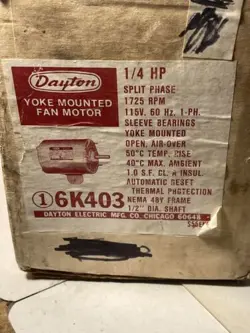 Dayton
YOKE MOUNTED
FAN MOTOR
1 6K403
1/4 HP
SPLIT PHASE
1725 RPM
115V. 60 Hz. 1-PH.
SLEEVE BEARINGS
YOKE MOUNTED
OPEN, AIR-OVER
50°C TEMP. RISE
40°C MAX. AMBIENT
1.0 S.F. CL. A INSUL.
AUTOMATIC RESET
THERMAL PROTECTION
NEMA 48Y FRAME
1/2" DIA. SHAFT
DAYTON ELECTRIC MFG. CO. CHICAGO 60648